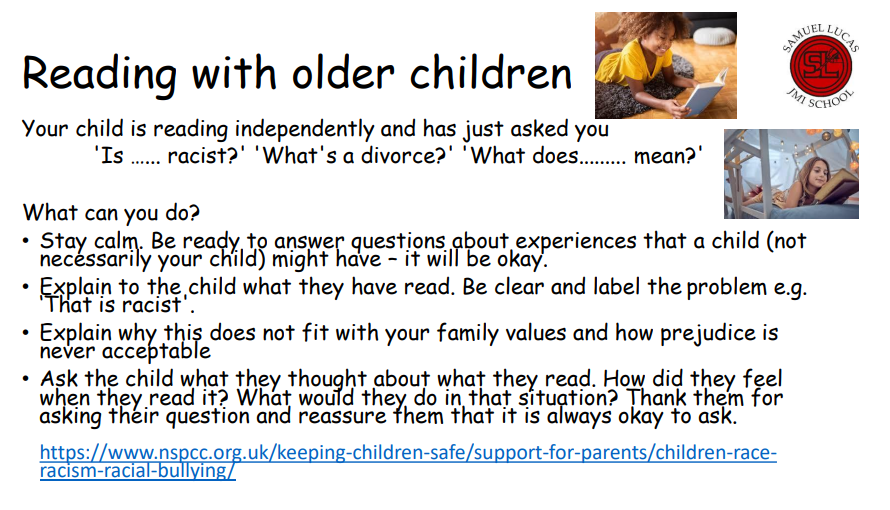 Reading with older children
SAMUEL LUCAS
SL
JMI SCHOOL
Your child is reading independently and has just asked you
'Is …... racist?' 'What's a divorce?' 'What does......... mean?'
What can you do?
• Stay calm. Be ready to answer questions about experiences that a child (not
necessarily your child) might have – it will be okay.
• Explain to the child what they have read. Be clear and label the problem e.g.
'That is racist'.
• Explain why this does not fit with your family values and how prejudice is
never acceptable
• Ask the child what they thought about what they read. How did they feel
when they read it? What would they do in that situation? Thank them for
asking their question and reassure them that it is always okay to ask.
https://www.nspcc.org.uk/keeping-children-safe/support-for-parents/children-race-
racism-racial-bullying/